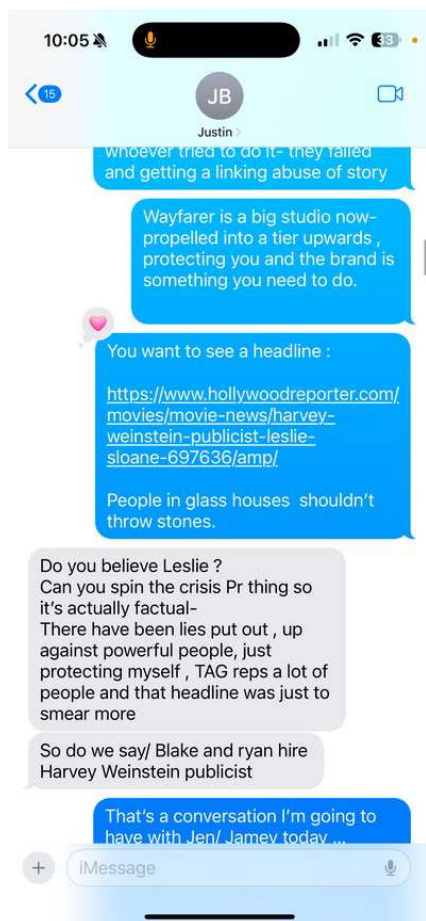 10:05
33
15
JB
Justin
whoever tried to do it- they failed
and getting a linking abuse of story
Wayfarer is a big studio now-
propelled into a tier upwards ,
protecting you and the brand is
something you need to do.
You want to see a headline :
https://www.hollywoodreporter.com/
movies/movie-news/harvey-
weinstein-publicist-leslie-
sloane-697636/amp/
People in glass houses shouldn't
throw stones.
Do you believe Leslie ?
Can you spin the crisis Pr thing so
it's actually factual-
There have been lies put out , up
against powerful people, just
protecting myself , TAG reps a lot of
people and that headline was just to
smear more
So do we say/ Blake and ryan hire
Harvey Weinstein publicist
That's a conversation I'm going to
have with Jen/ Jamey today ...
iMessage